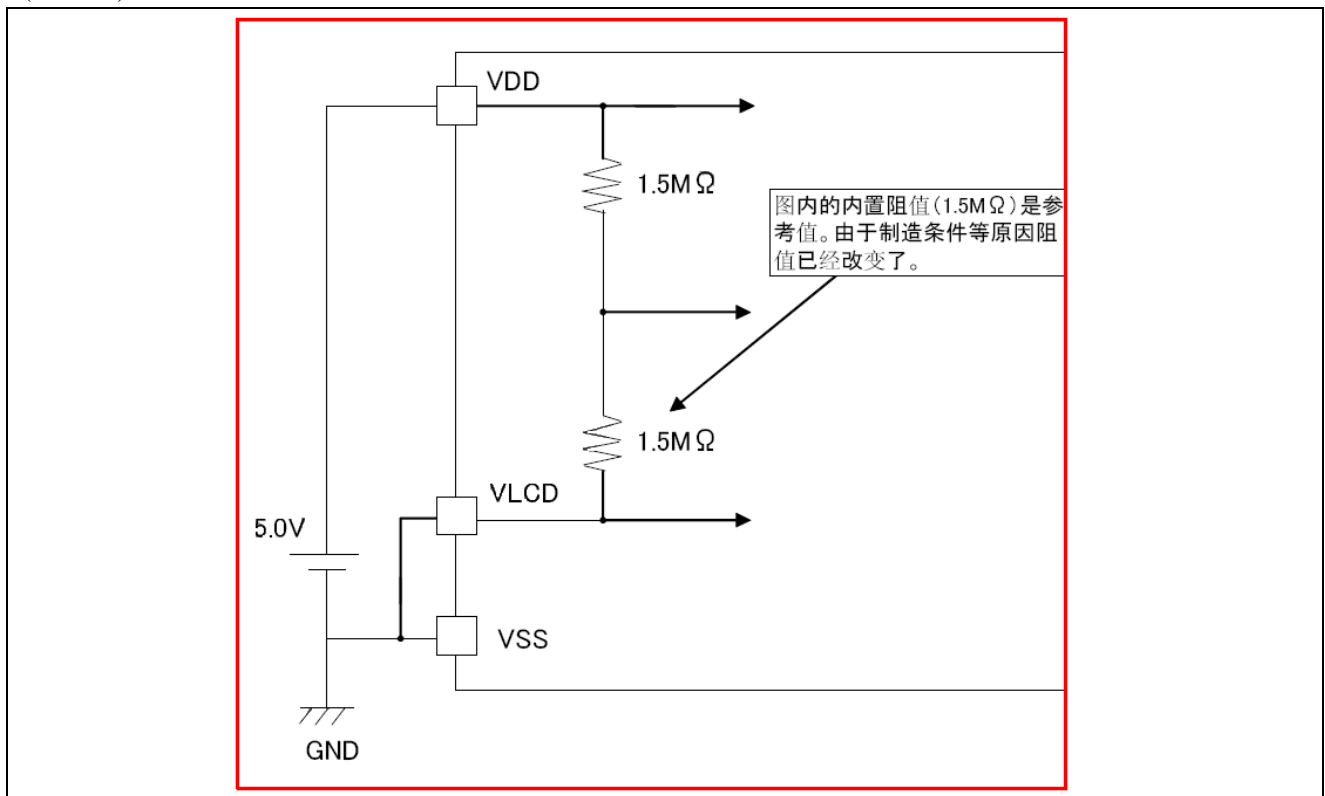 VDD
1.5MΩ
图内的内置阻值(1.5MΩ)是参
考值。由于制造条件等原因阻
值已经改变了。
1.5MΩ
VLCD
5.0V
VSS
GND